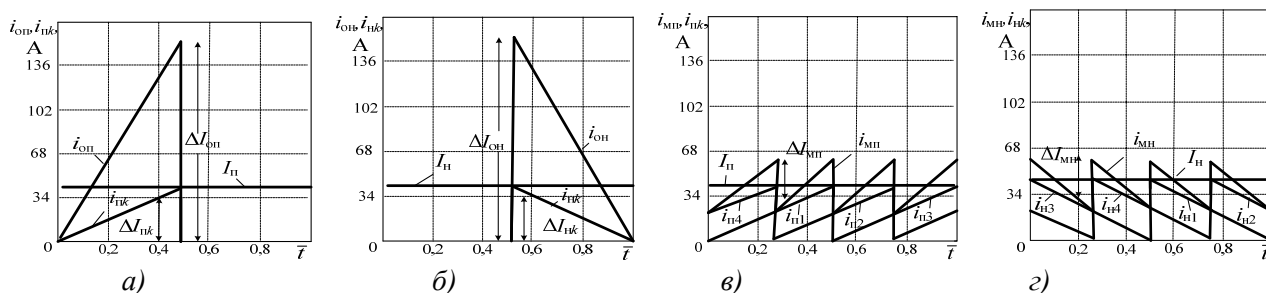 iоп, iпk,
А
136
102
68
34
0
0,2
0,4
0,6
0,8
t̅
iоп
iпk
ΔIоп
Iп
ΔIпk
а)
iон, iнk,
А
136
102
68
34
0
0,2
0,4
0,6
0,8
t̅
Iн
ΔIон
iон
iнk
ΔIнk
б)
iмп, iпk,
А
136
102
68
34
0
0,2
0,4
0,6
0,8
t̅
Iп
ΔIмп
iмп
iп4
iп1
iп2
iп3
в)
iмн, iнk,
А
136
102
68
34
0
0,2
0,4
0,6
0,8
t̅
ΔIмн
iмн
Iн
iн3
iн4
iн1
iн2
г)